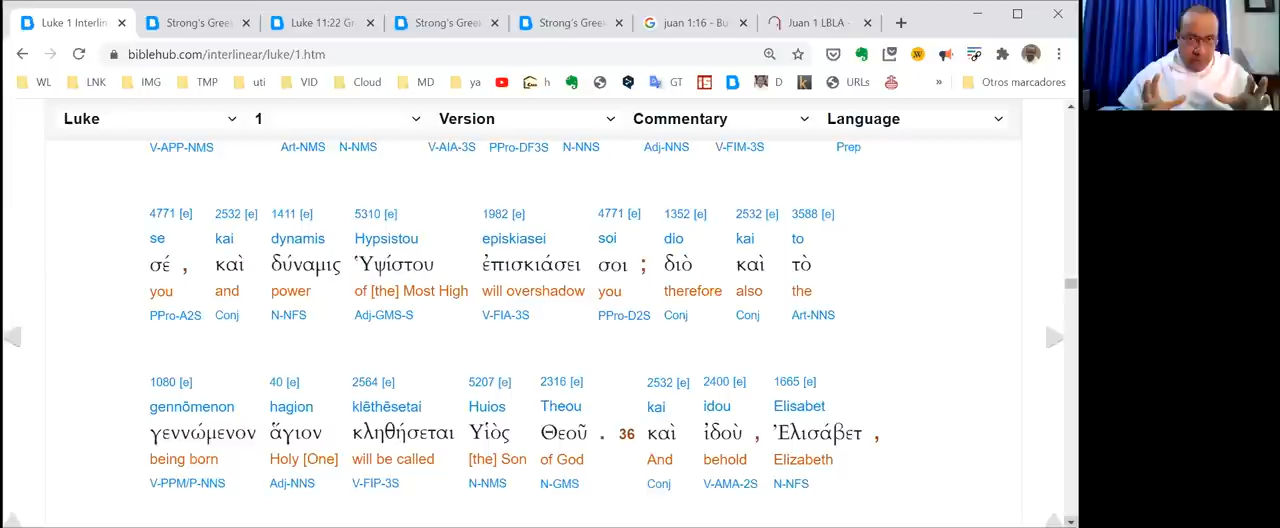 Luke 1 Interlin
Strong's Greek
Luke 11:22 Gr
Strong's Greek
Strong's Greek
juan 1:16 - Bu
Juan 1 LBLA -
biblehub.com/interlinear/luke/1.htm
WL LNK IMG TMP uti VID Cloud MD ya h GT D URLs » Otros marcadores
Luke 1 Version Commentary Language
V-APP-NMS Art-NMS N-NMS V-AIA-3S PPro-DF3S N-NNS Adj-NNS V-FIM-3S Prep
4771 [e] 2532 [e] 1411 [e] 5310 [e] 1982 [e] 4771 [e] 1352 [e] 2532 [e] 3588 [e]
se kai dynamis Hypsistou episkiasei soi dio kai to
σέ , καὶ δύναμις Ὑψίστου ἐπισκιάσει σοι ; διὸ καὶ τὸ
you and power of [the] Most High will overshadow you therefore also the
PPro-A2S Conj N-NFS Adj-GMS-S V-FIA-3S PPro-D2S Conj Conj Art-NNS
1080 [e] 40 [e] 2564 [e] 5207 [e] 2316 [e] 2532 [e] 2400 [e] 1665 [e]
gennōmenon hagion klēthēsetai Huios Theou kai idou Elisabet
γεννώμενον ἅγιον κληθήσεται Υἱὸς Θεοῦ . 36 καὶ ἰδοὺ , Ἐλισάβετ ,
being born Holy [One] will be called [the] Son of God And behold Elizabeth
V-PPM/P-NNS Adj-NNS V-FIP-3S N-NMS N-GMS Conj V-AMA-2S N-NFS